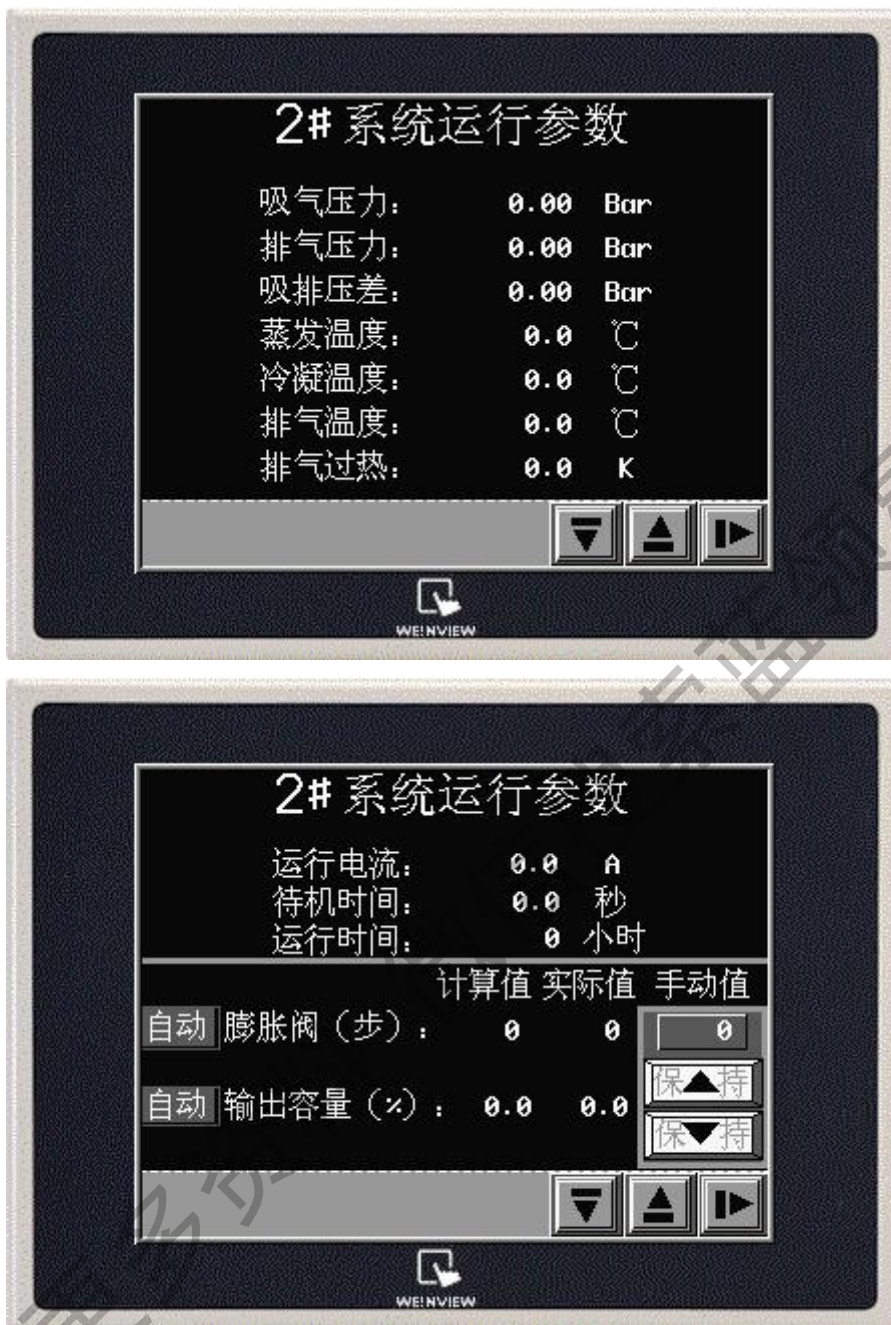 2# 系统运行参数
吸气压力： 0.00 Bar
排气压力： 0.00 Bar
吸排压差： 0.00 Bar
蒸发温度： 0.0 ℃
冷凝温度： 0.0 ℃
排气温度： 0.0 ℃
排气过热： 0.0 K
WEINVIEW
2# 系统运行参数
运行电流： 0.0 A
待机时间： 0.0 秒
运行时间： 0 小时
计算值 实际值 手动值
自动 膨胀阀（步）： 0 0 0
保 持
自动 输出容量（%）： 0.0 0.0
保 持
WEINVIEW